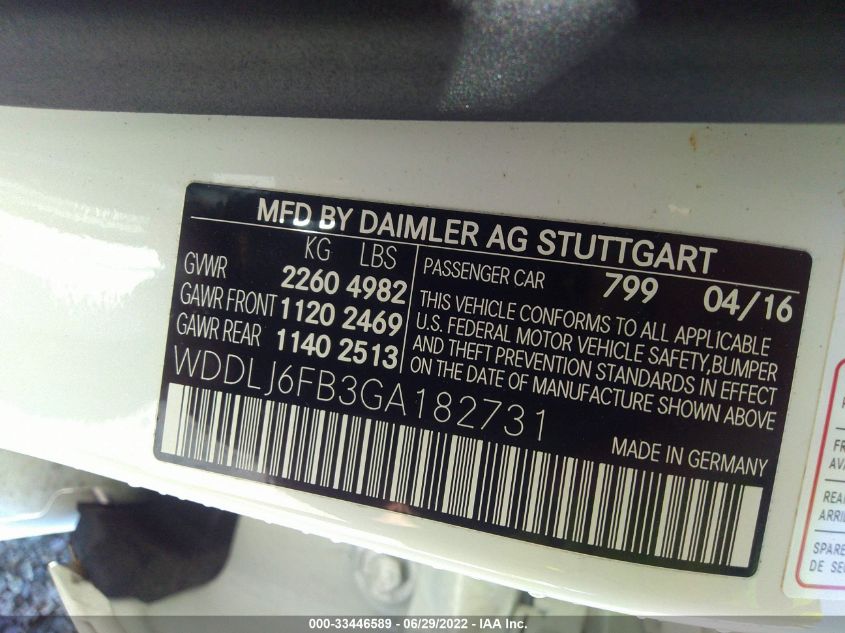 MFD BY DAIMLER AG STUTTGART
KG LBS
GVWR 2260 4982
GAWR FRONT 1120 2469
GAWR REAR 1140 2513
PASSENGER CAR 799 04/16
THIS VEHICLE CONFORMS TO ALL APPLICABLE
U.S. FEDERAL MOTOR VEHICLE SAFETY,BUMPER
AND THEFT PREVENTION STANDARDS IN EFFECT
ON THE DATE OF MANUFACTURE SHOWN ABOVE
WDDLJ6FB3GA182731
MADE IN GERMANY
SPARE
DE SE
000-33446589 / 06/29/2022 - IAA Inc.